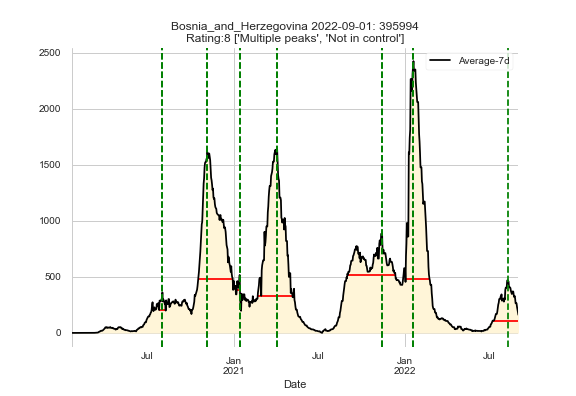 Bosnia_and_Herzegovina 2022-09-01: 395994
Rating:8 ['Multiple peaks', 'Not in control']
Average-7d
2500
2000
1500
1000
500
0
Jul
Jan
2021
Jul
Jan
2022
Jul
Date